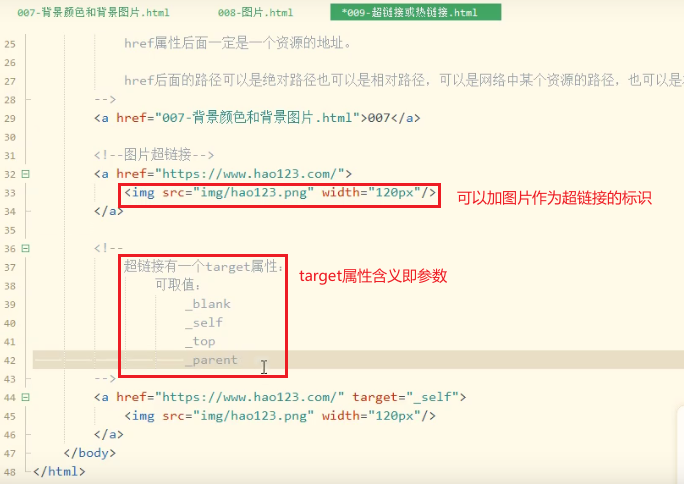 007-背景颜色和背景图片.html 008-图片.html *009-超链接或热链接.html
25 href属性后面一定是一个资源的地址。
26
27 href后面的路径可以是绝对路径也可以是相对路径，可以是网络中某个资源的路径，也可以是
28 -->
29 <a href="007-背景颜色和背景图片.html">007</a>
30
31 <!--图片超链接-->
32 <a href="https://www.hao123.com/">
33 <img src="img/hao123.png" width="120px"/> 可以加图片作为超链接的标识
34 </a>
35
36 <!--
37 超链接有一个target属性：
38 可取值： target属性含义即参数
39 _blank
40 _self
41 _top
42 _parent
43 -->
44 <a href="https://www.hao123.com/" target="_self">
45 <img src="img/hao123.png" width="120px"/>
46 </a>
47 </body>
48 </html>